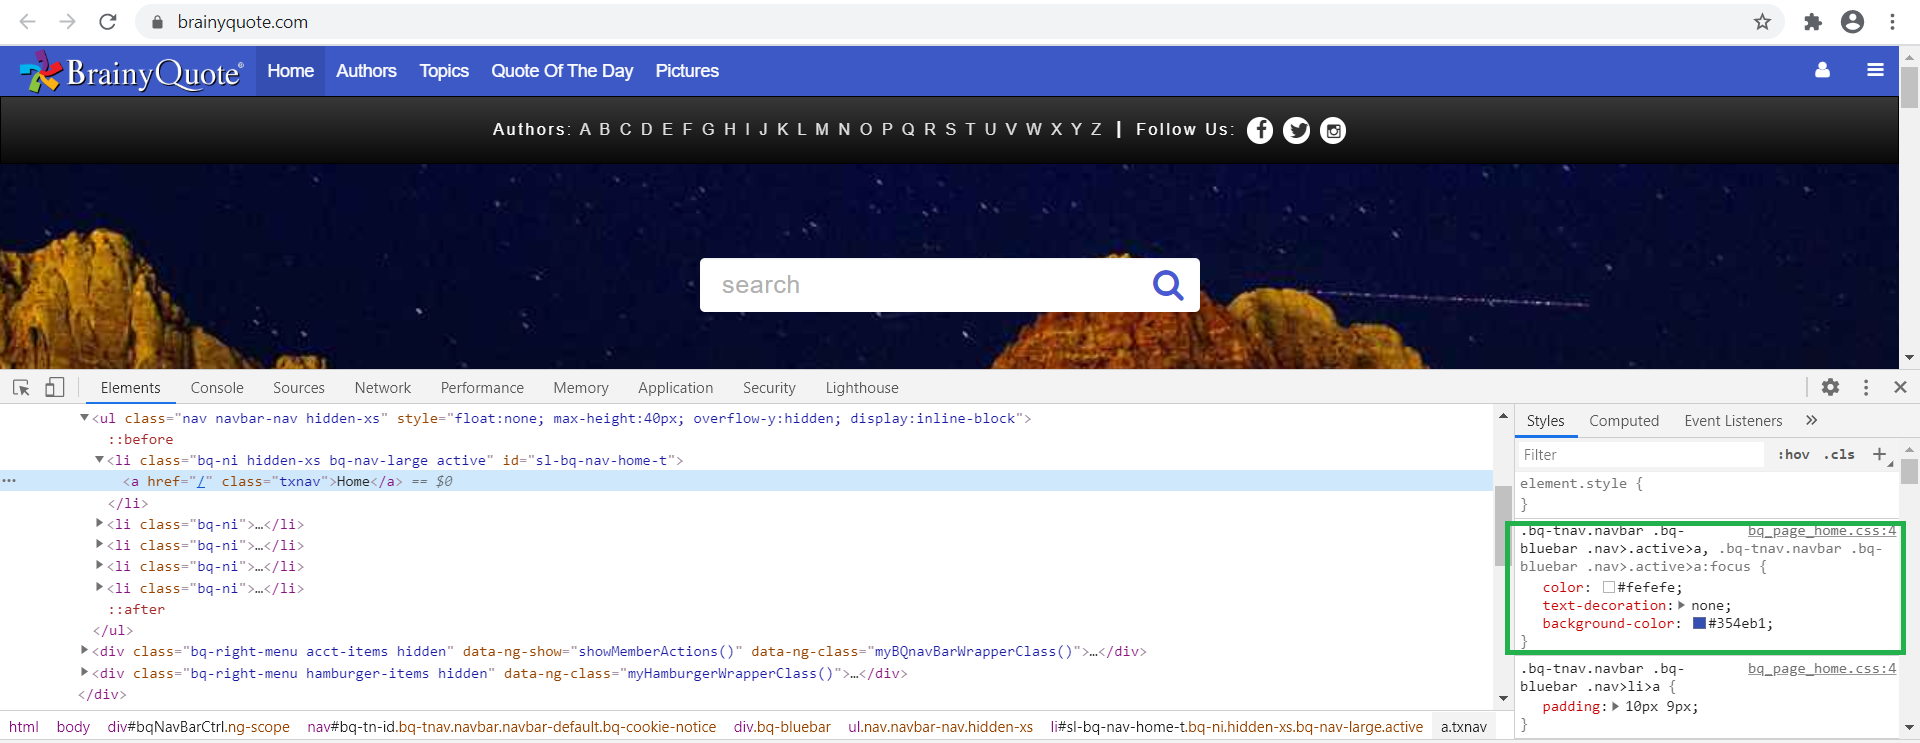 brainyquote.com
BrainyQuote® Home Authors Topics Quote Of The Day Pictures
Authors: A B C D E F G H I J K L M N O P Q R S T U V W X Y Z | Follow Us:
search
Elements Console Sources Network Performance Memory Application Security Lighthouse
<ul class="nav navbar-nav hidden-xs" style="float:none; max-height:40px; overflow-y:hidden; display:inline-block">
::before
<li class="bq-ni hidden-xs bq-nav-large active" id="sl-bq-nav-home-t">
<a href="/" class="txnav">Home</a> == $0
</li>
<li class="bq-ni">…</li>
<li class="bq-ni">…</li>
<li class="bq-ni">…</li>
<li class="bq-ni">…</li>
::after
</ul>
<div class="bq-right-menu acct-items hidden" data-ng-show="showMemberActions()" data-ng-class="myBQnavBarWrapperClass()">…</div>
<div class="bq-right-menu hamburger-items hidden" data-ng-class="myHamburgerWrapperClass()">…</div>
</div>
html body div#bqNavBarCtrl.ng-scope nav#bq-tn-id.bq-tnav.navbar.navbar-default.bq-cookie-notice div.bq-bluebar ul.nav.navbar-nav.hidden-xs li#sl-bq-nav-home-t.bq-ni.hidden-xs.bq-nav-large.active a.txnav
Styles Computed Event Listeners »
Filter :hov .cls +
element.style {
}
.bq-tnav.navbar .bq- bq_page_home.css:4
bluebar .nav>.active>a, .bq-tnav.navbar .bq-
bluebar .nav>.active>a:focus {
color: #fefefe;
text-decoration: none;
background-color: #354eb1;
}
.bq-tnav.navbar .bq- bq_page_home.css:4
bluebar .nav>li>a {
padding: 10px 9px;
}